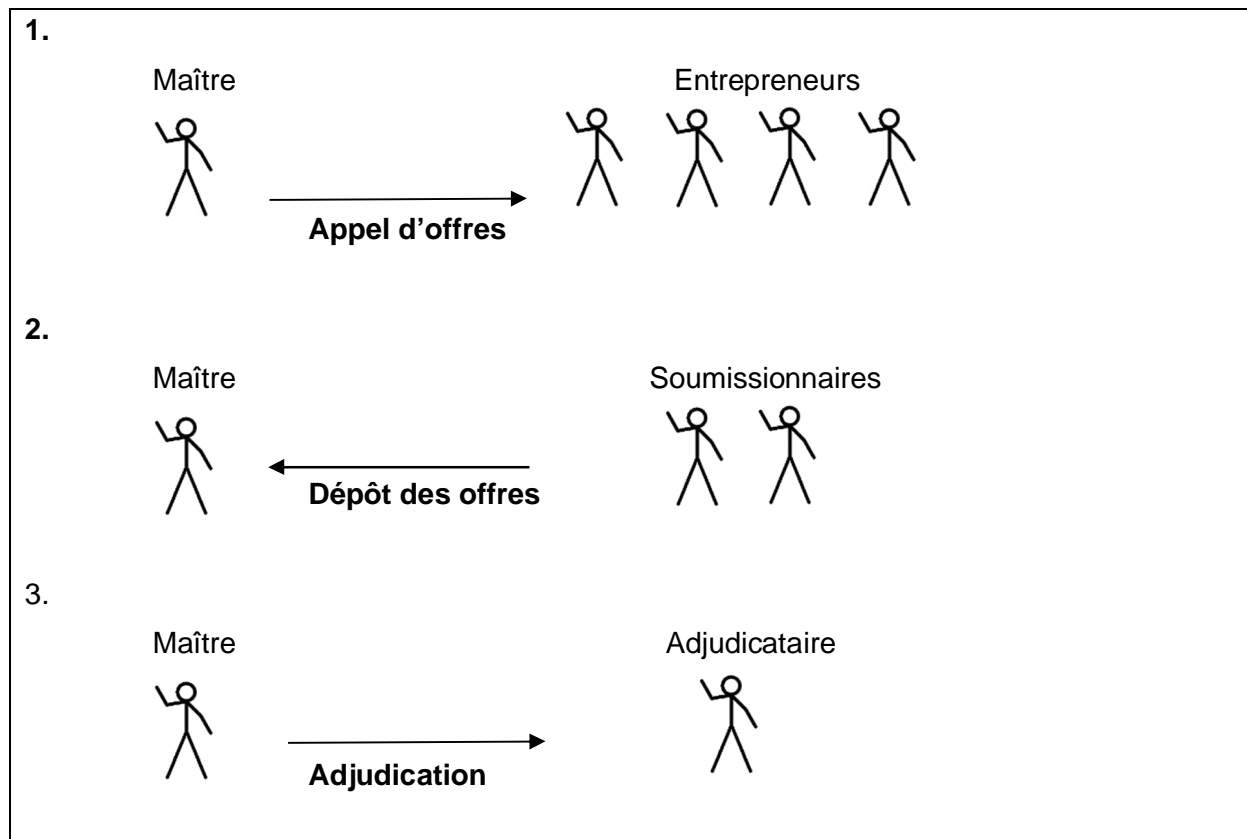 1.
Maître Entrepreneurs
Appel d’offres
2.
Maître Soumissionnaires
Dépôt des offres
3.
Maître Adjudicataire
Adjudication